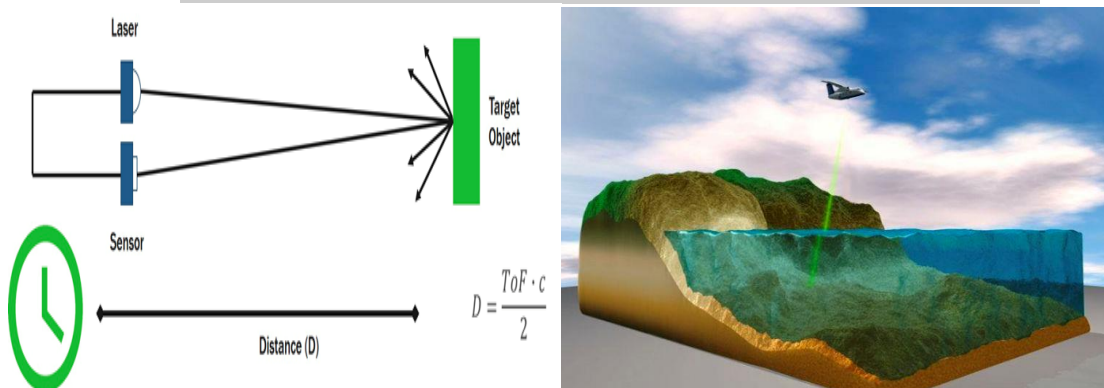 Laser
Target
Object
Sensor
D = ToF · c / 2
Distance (D)